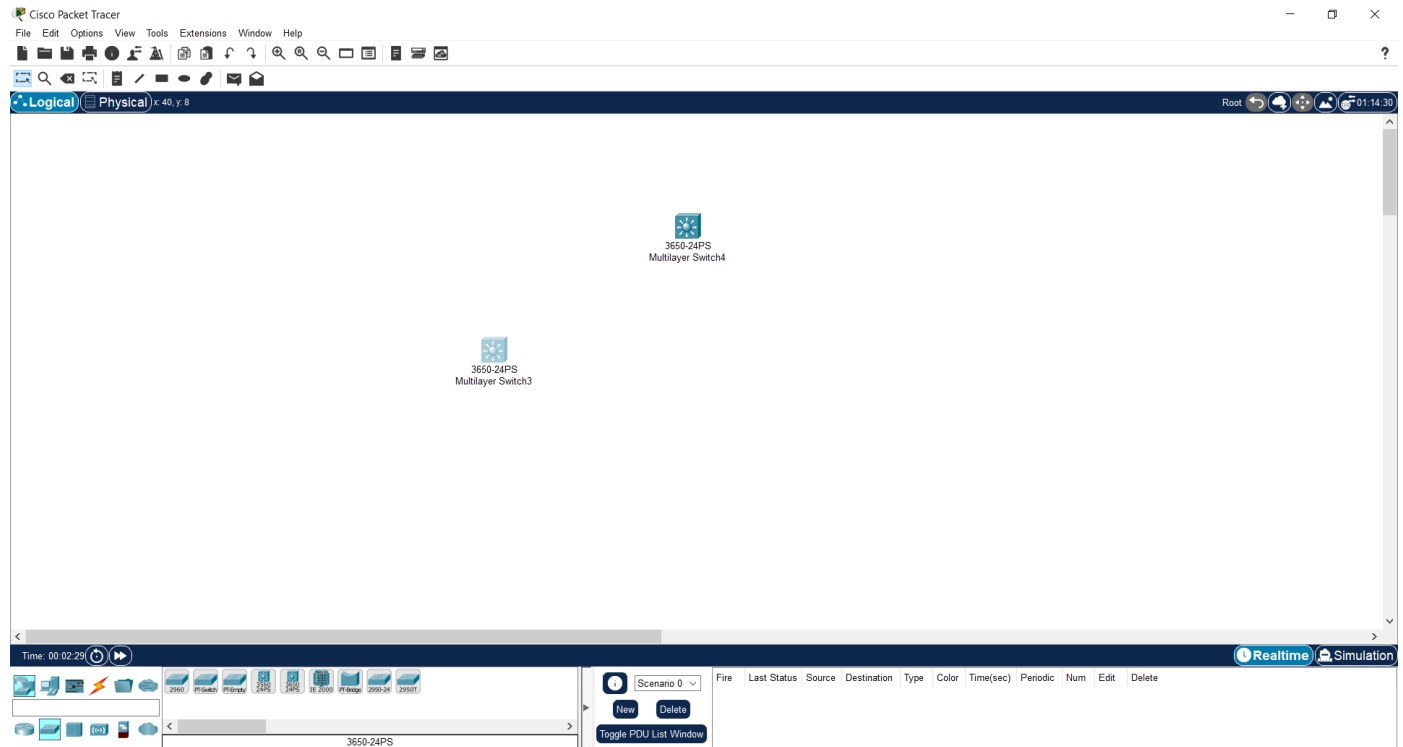 Cisco Packet Tracer
File Edit Options View Tools Extensions Window Help
?
Logical Physical x: 40, y: 8 Root 01:14:30
3650-24PS
Multilayer Switch4
3650-24PS
Multilayer Switch3
Time: 00:02:29 Realtime Simulation
2960 PT-Switch PT-Empty 3560 24PS 3650 24PS IE 2000 PT-Bridge 2950-24 2950T
3650-24PS
Scenario 0
New Delete
Toggle PDU List Window
Fire Last Status Source Destination Type Color Time(sec) Periodic Num Edit Delete